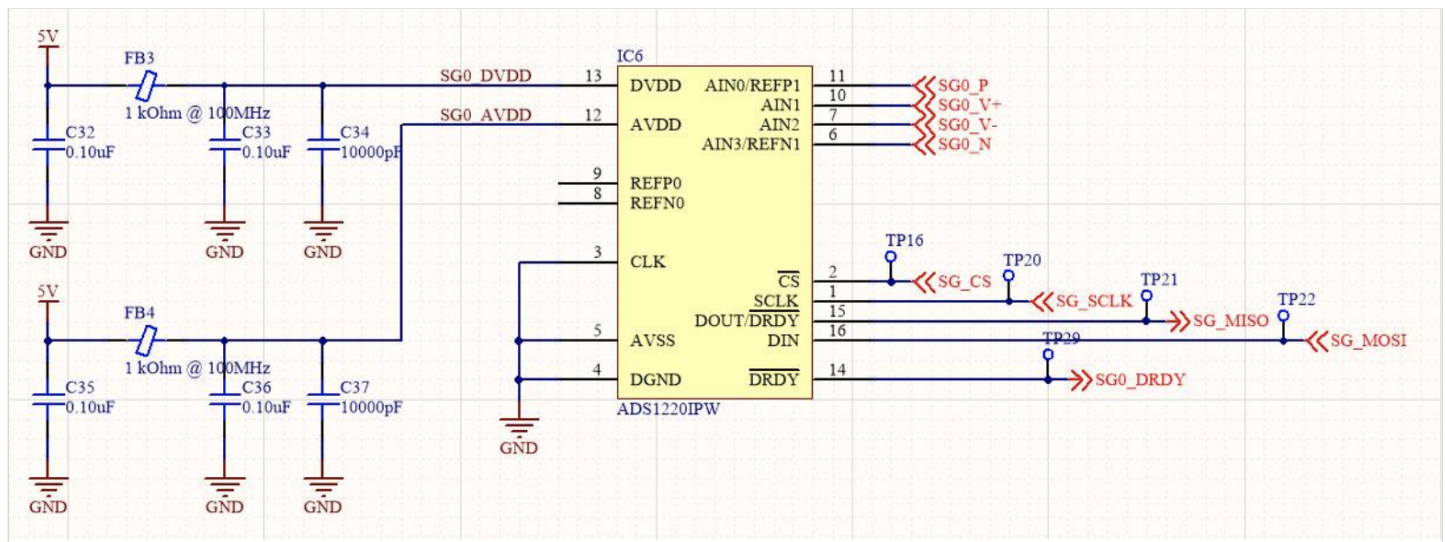 5V
FB3
1 kOhm @ 100MHz
C32
0.10uF
C33
0.10uF
C34
10000pF
GND
GND
GND
SG0_DVDD
SG0_AVDD
5V
FB4
1 kOhm @ 100MHz
C35
0.10uF
C36
0.10uF
C37
10000pF
GND
GND
GND
IC6
13 DVDD
12 AVDD
9 REFP0
8 REFN0
3 CLK
5 AVSS
4 DGND
AIN0/REFP1 11 SG0_P
AIN1 10 SG0_V+
AIN2 7 SG0_V-
AIN3/REFN1 6 SG0_N
CS 2 TP16 SG_CS
SCLK 1 TP20 SG_SCLK
DOUT/DRDY 15 TP21 SG_MISO
DIN 16 TP22 SG_MOSI
DRDY 14 TP29 SG0_DRDY
ADS1220IPW
GND